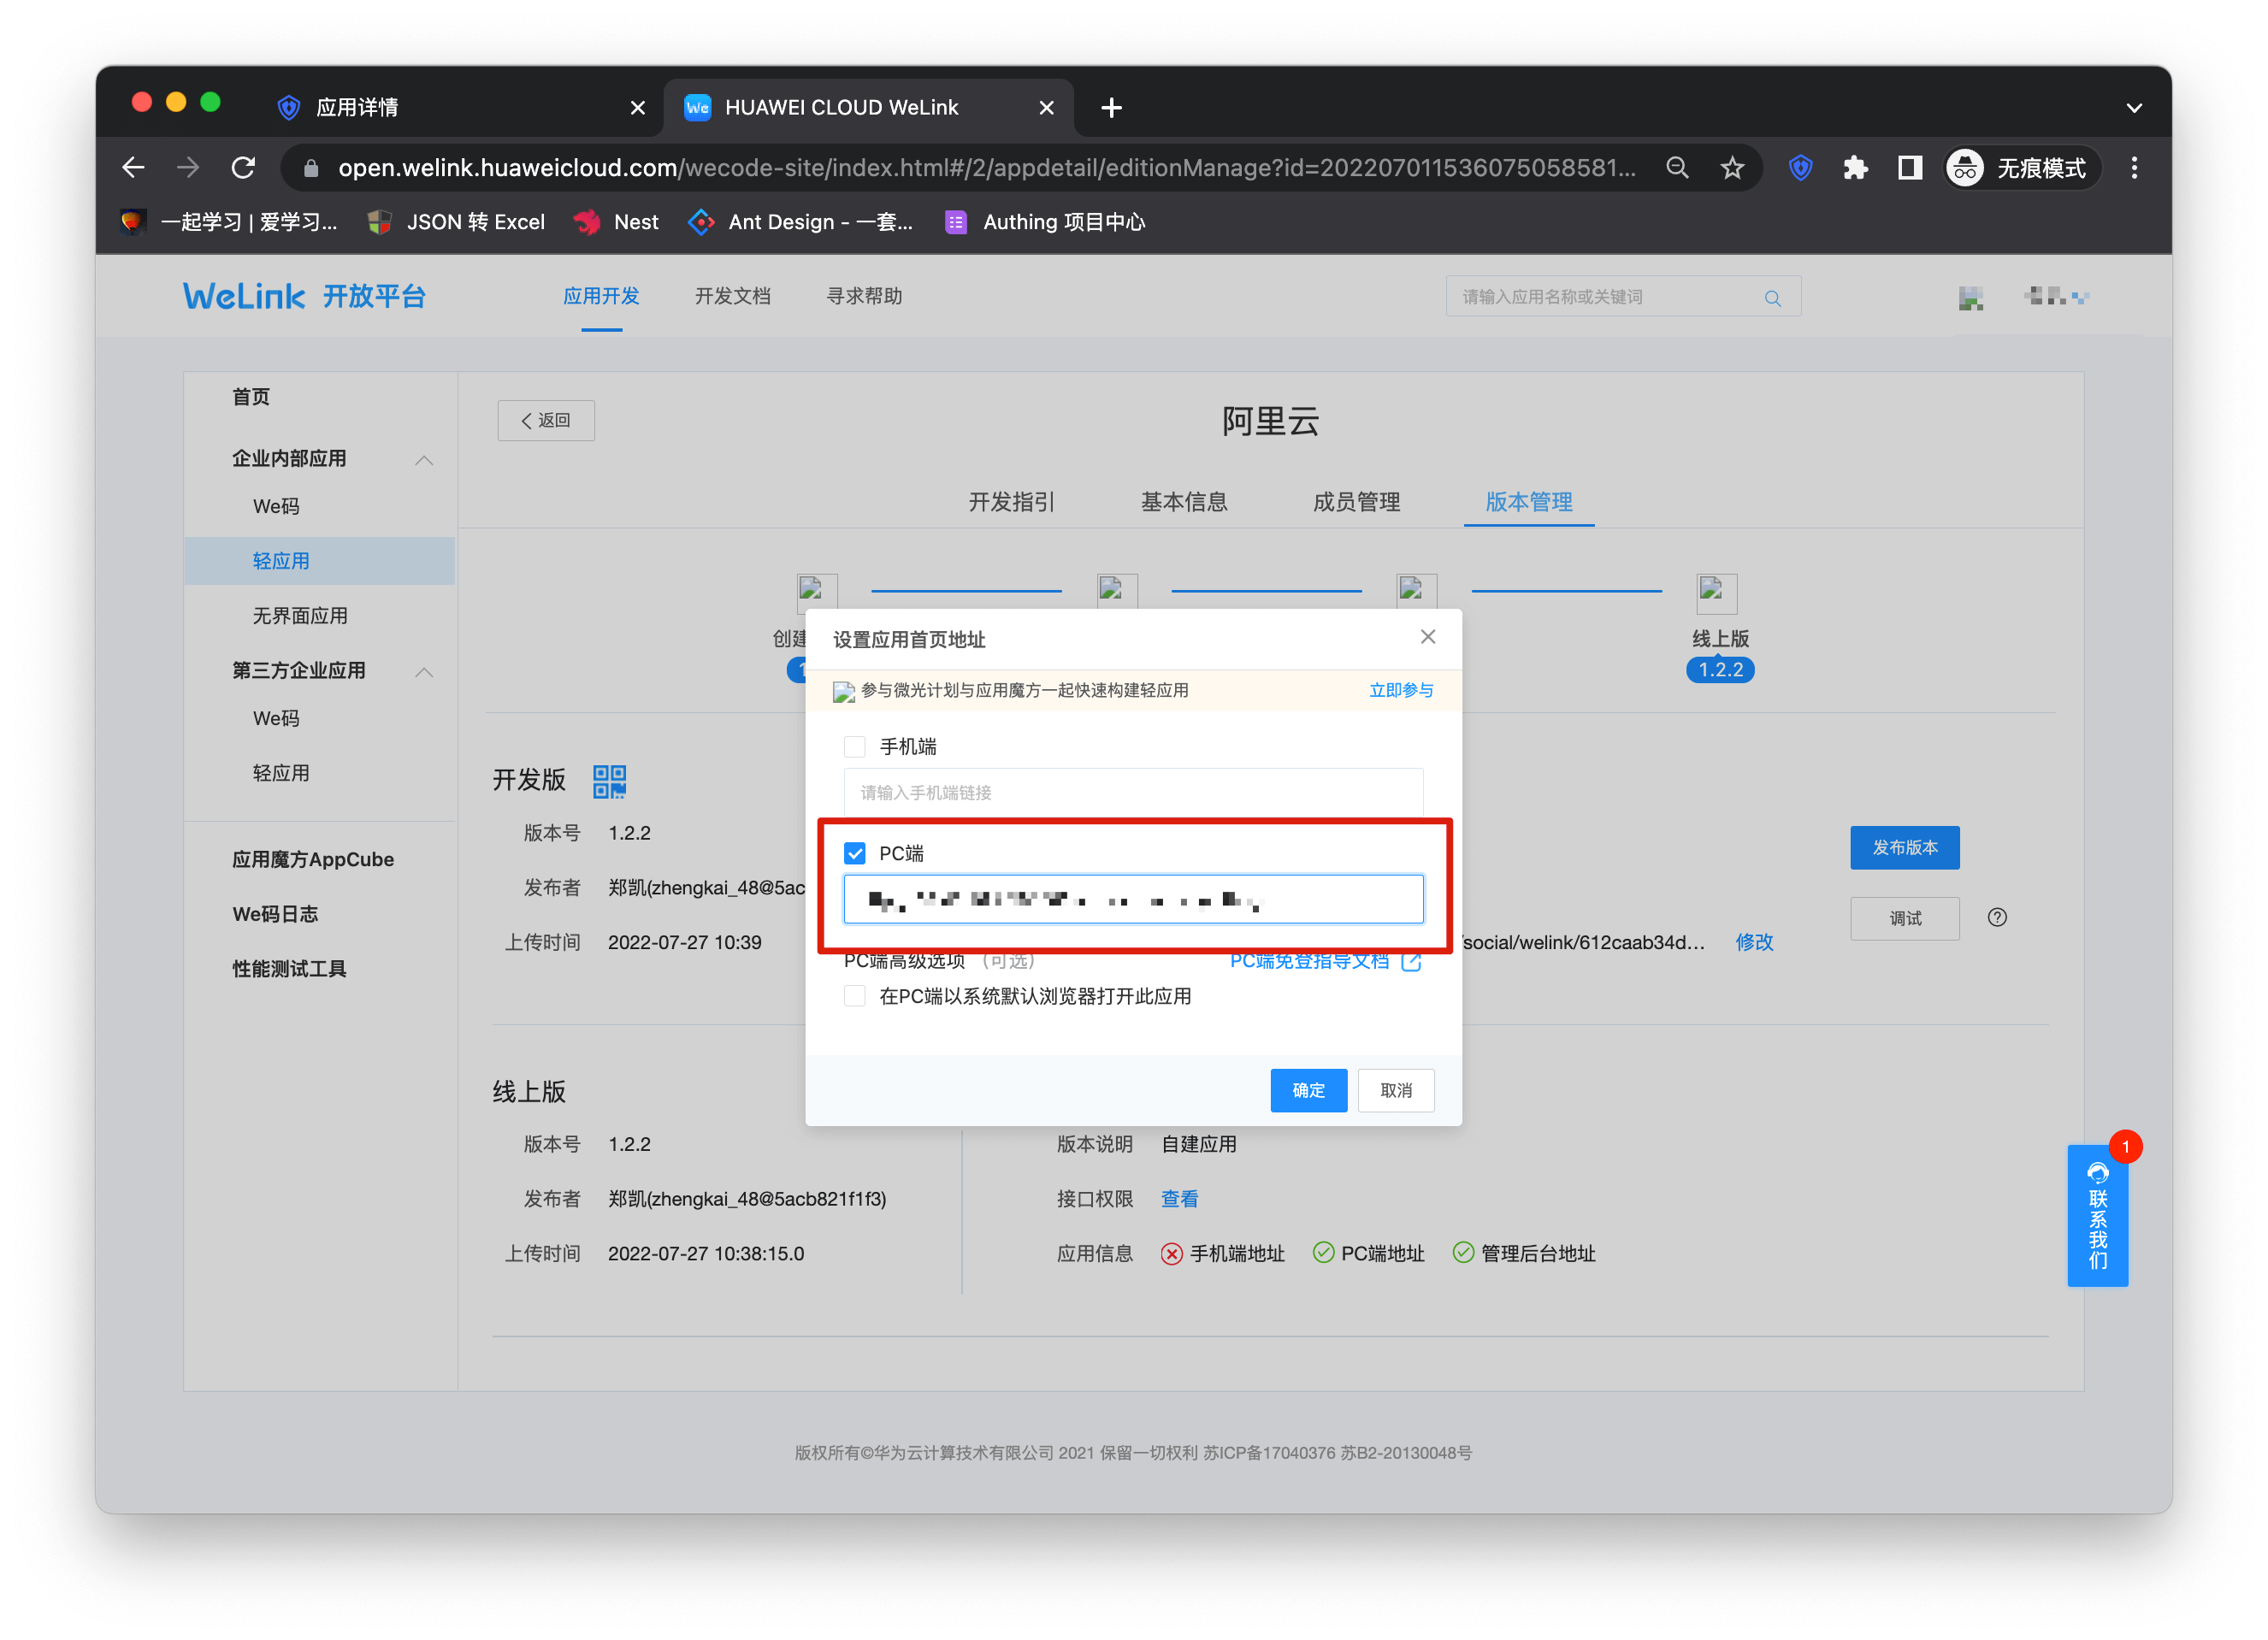 应用详情
HUAWEI CLOUD WeLink
open.welink.huaweicloud.com/wecode-site/index.html#/2/appdetail/editionManage?id=20220701153607505858 1...
无痕模式
一起学习 | 爱学习...
JSON 转 Excel
Nest
Ant Design - 一套...
Authing 项目中心
WeLink 开放平台
应用开发
开发文档
寻求帮助
请输入应用名称或关键词
首页
企业内部应用
We码
轻应用
无界面应用
第三方企业应用
We码
轻应用
应用魔方AppCube
We码日志
性能测试工具
返回
阿里云
开发指引
基本信息
成员管理
版本管理
创建
线上版
1.2.2
设置应用首页地址
参与微光计划与应用魔方一起快速构建轻应用
立即参与
手机端
请输入手机端链接
PC端
PC端高级选项 (可选)
PC端免登指导文档
在PC端以系统默认浏览器打开此应用
确定
取消
开发版
版本号 1.2.2
发布者 郑凯(zhengkai_48@5ac
上传时间 2022-07-27 10:39
/social/welink/612caab34d...
修改
发布版本
调试
线上版
版本号 1.2.2
发布者 郑凯(zhengkai_48@5acb821f1f3)
上传时间 2022-07-27 10:38:15.0
版本说明 自建应用
接口权限 查看
应用信息 手机端地址 PC端地址 管理后台地址
1
联系我们
版权所有©华为云计算技术有限公司 2021 保留一切权利 苏ICP备17040376 苏B2-20130048号